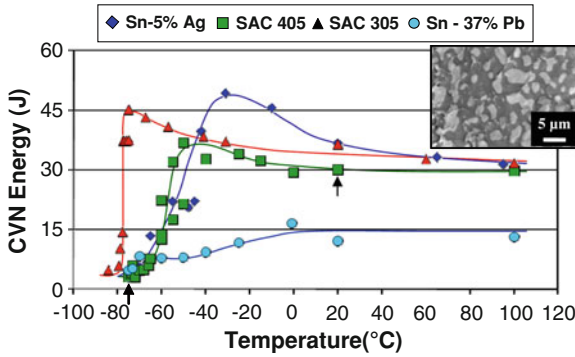 Sn-5% Ag SAC 405 SAC 305 Sn - 37% Pb
CVN Energy (J)
60
45
30
15
0
5 µm
-100 -80 -60 -40 -20 0 20 40 60 80 100
Temperature(°C)